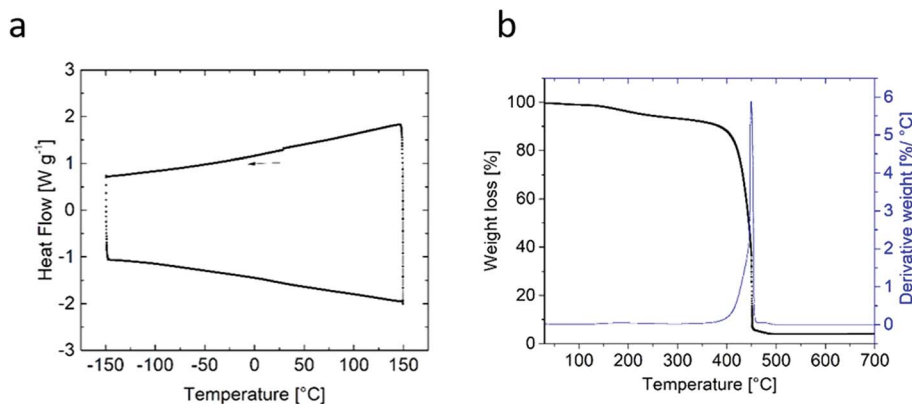 a
3
2
1
0
-1
-2
-3
Heat Flow [W g⁻¹]
-150 -100 -50 0 50 100 150
Temperature [°C]
b
100
80
60
40
20
0
Weight loss [%]
6
5
4
3
2
1
0
Derivative weight [%/ °C]
100 200 300 400 500 600 700
Temperature [°C]